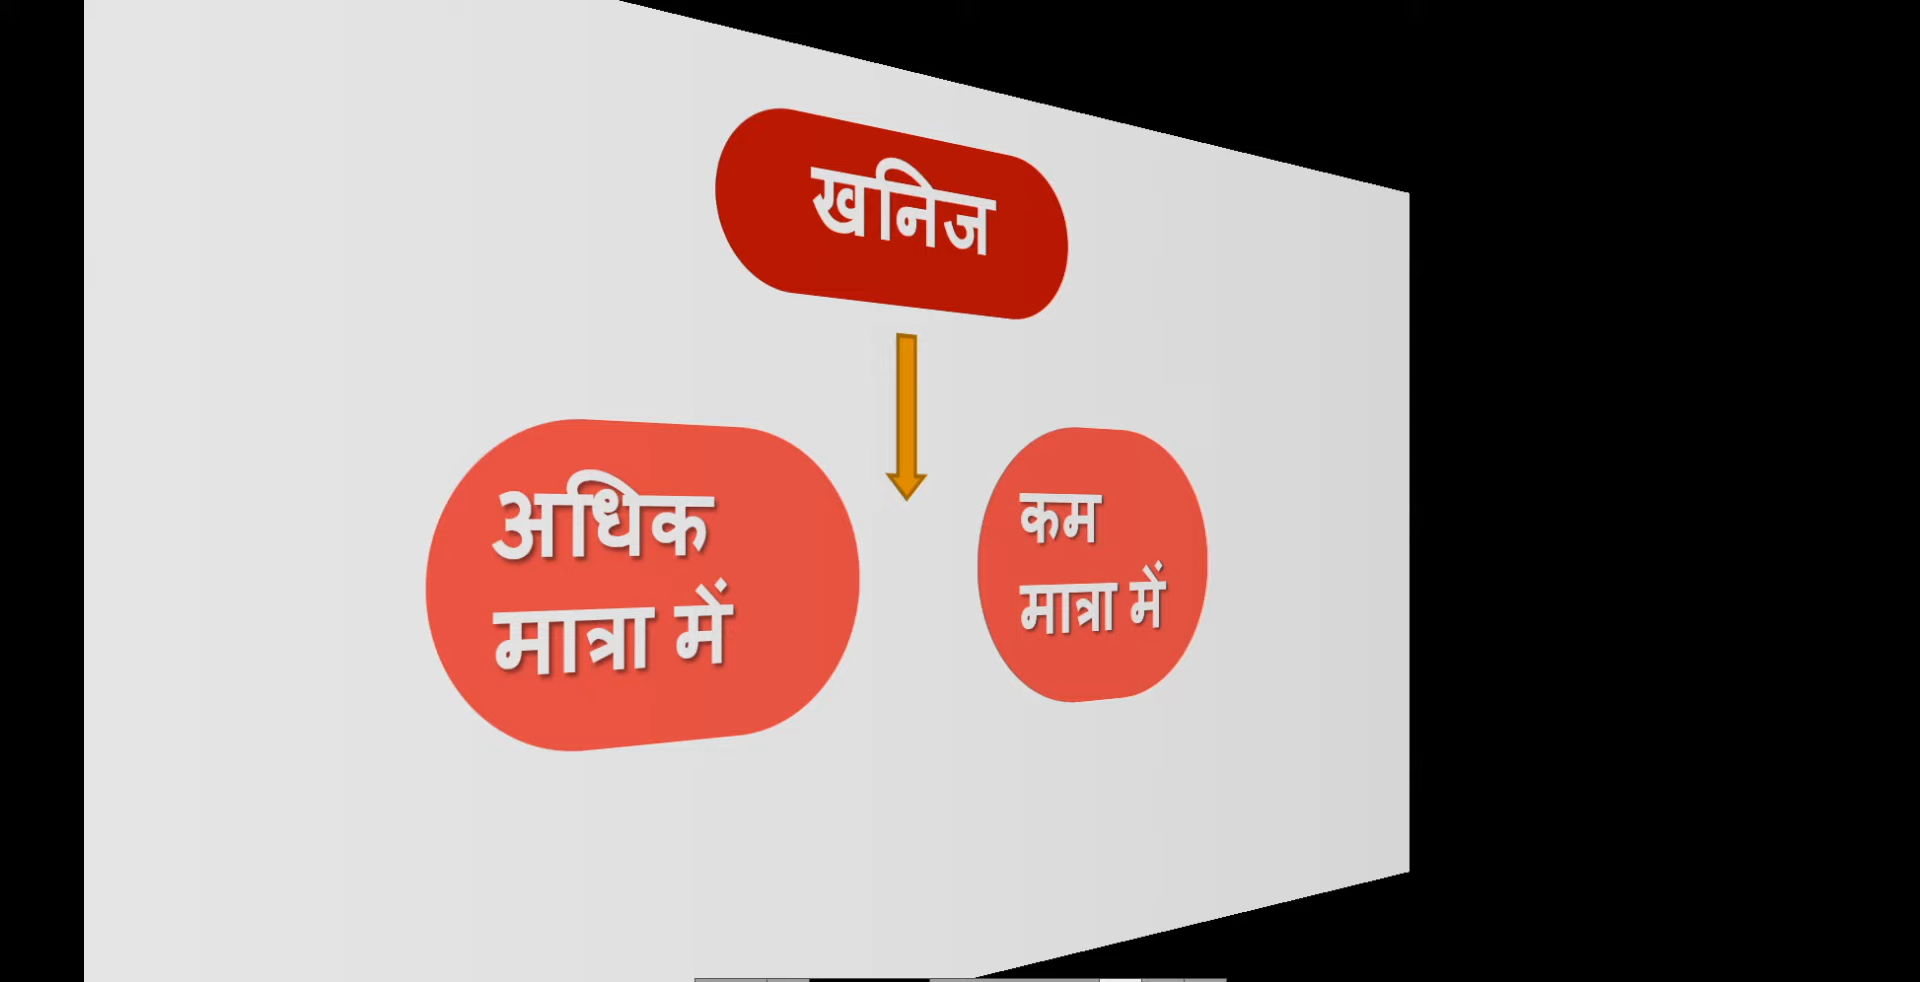 खनिज
अधिक
मात्रा में
कम
मात्रा में